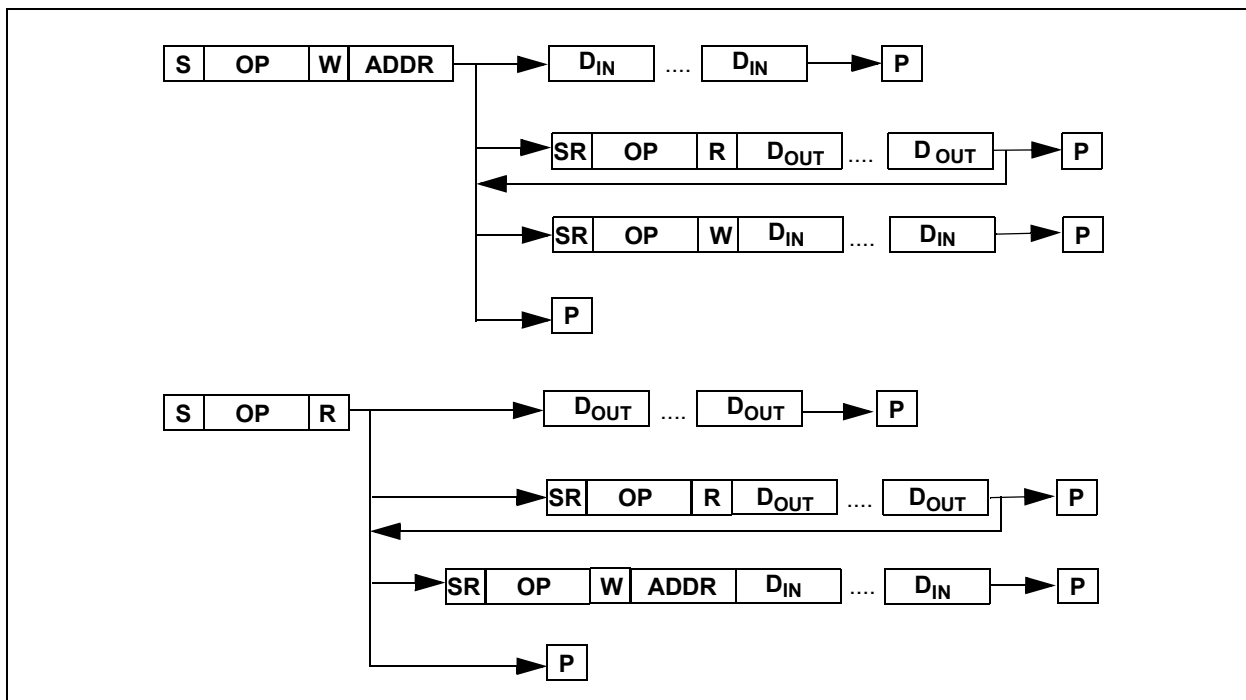 S OP W ADDR DIN .... DIN P
SR OP R DOUT .... DOUT P
SR OP W DIN .... DIN P
P
S OP R DOUT .... DOUT P
SR OP R DOUT .... DOUT P
SR OP W ADDR DIN .... DIN P
P